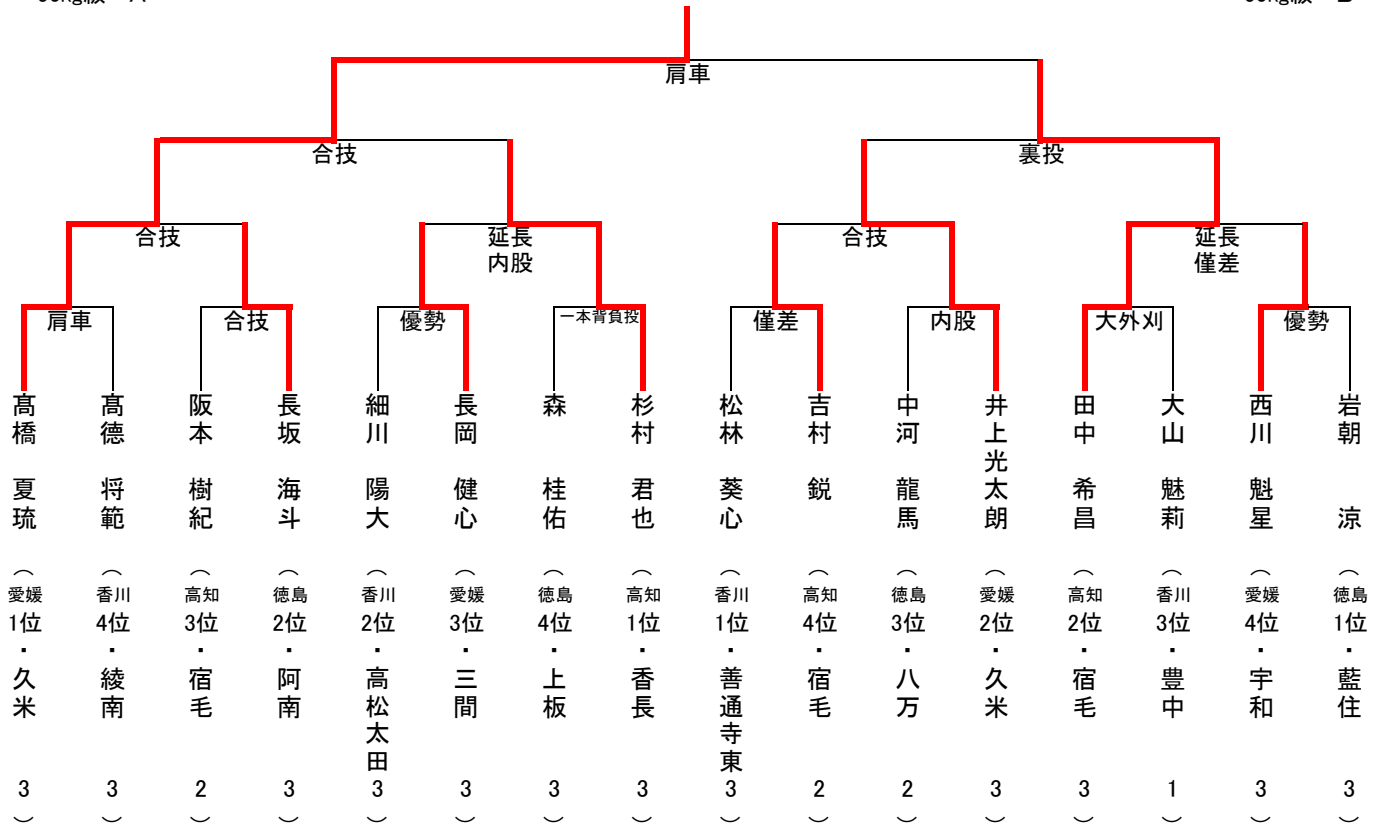 肩車
合技
裏投
合技
延長
内股
合技
延長
僅差
肩車
合技
優勢
一本背負投
僅差
内股
大外刈
優勢
髙橋 夏琉 （愛媛1位・久米 3）
髙德 将範 （香川4位・綾南 3）
阪本 樹紀 （高知3位・宿毛 2）
長坂 海斗 （徳島2位・阿南 3）
細川 陽大 （香川2位・高松太田 3）
長岡 健心 （愛媛3位・三間 3）
森 桂佑 （徳島4位・上板 3）
杉村 君也 （高知1位・香長 3）
松林 葵心 （香川1位・善通寺東 3）
吉村 鋭 （高知4位・宿毛 2）
中河 龍馬 （徳島3位・八万 2）
井上光太朗 （愛媛2位・久米 3）
田中 希昌 （高知2位・宿毛 3）
大山 魅莉 （香川3位・豊中 1）
西川 魁星 （愛媛4位・宇和 3）
岩朝 涼 （徳島1位・藍住 3）